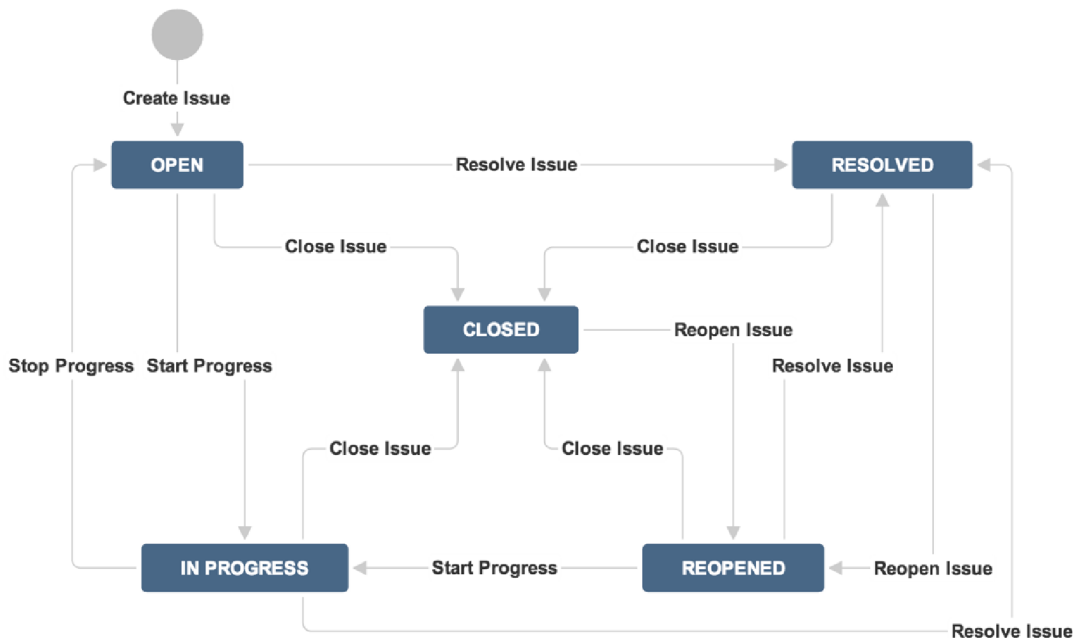 Create Issue
OPEN
Resolve Issue
RESOLVED
Close Issue
Close Issue
CLOSED
Reopen Issue
Stop Progress
Start Progress
Resolve Issue
Close Issue
Close Issue
IN PROGRESS
Start Progress
REOPENED
Reopen Issue
Resolve Issue